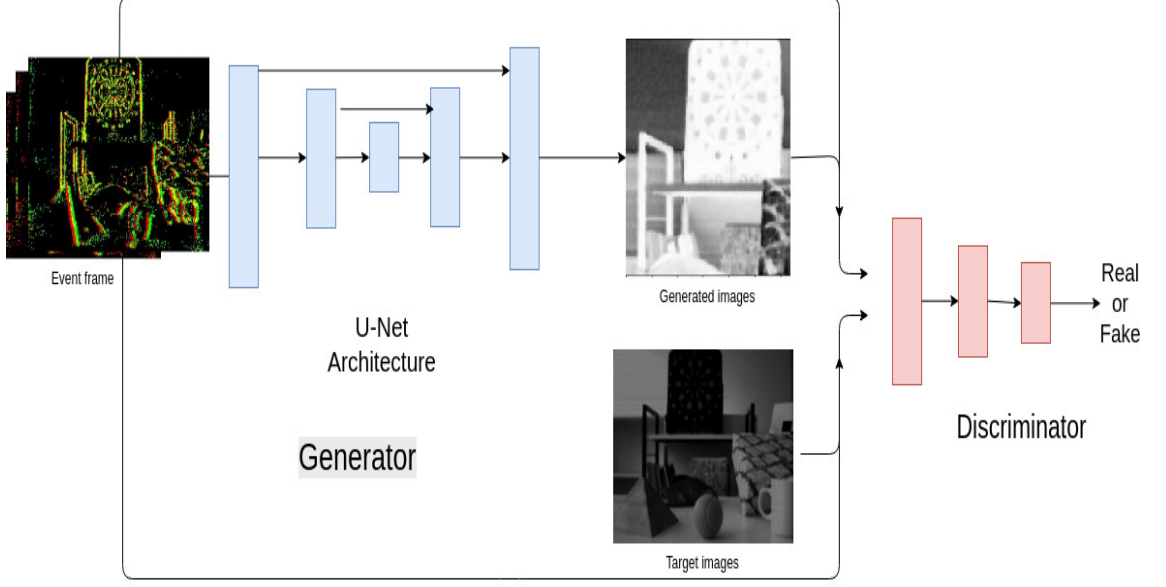 Event frame
U-Net
Architecture
Generator
Generated images
Target images
Real
or
Fake
Discriminator